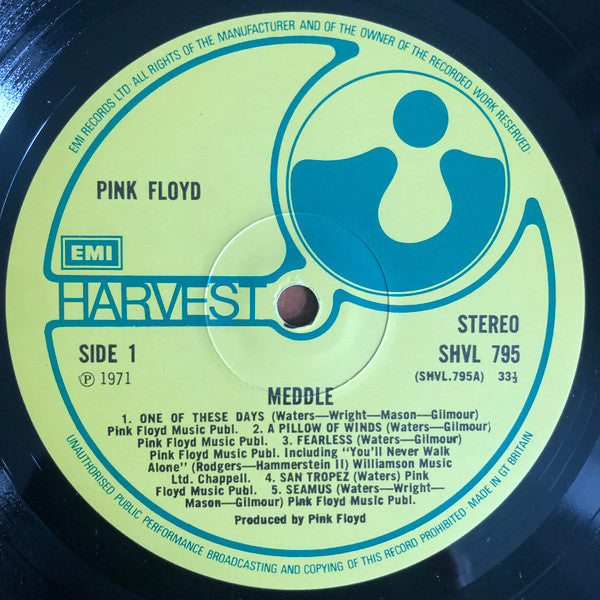 EMI RECORDS LTD· ALL RIGHTS OF THE MANUFACTURER AND OF THE OWNER OF THE RECORDED WORK RESERVED·
PINK FLOYD
EMI
HARVEST
STEREO
SIDE 1
SHVL 795
Ⓟ 1971
(SHVL.795A) 33⅓
MEDDLE
1. ONE OF THESE DAYS (Waters—Wright—Mason—Gilmour)
Pink Floyd Music Publ. 2. A PILLOW OF WINDS (Waters—Gilmour)
Pink Floyd Music Publ. 3. FEARLESS (Waters—Gilmour)
Pink Floyd Music Publ. Including "You'll Never Walk
Alone" (Rodgers—Hammerstein II) Williamson Music
Ltd. Chappell. 4. SAN TROPEZ (Waters) Pink
Floyd Music Publ. 5. SEAMUS (Waters—Wright—
Mason—Gilmour) Pink Floyd Music Publ.
Produced by Pink Floyd
UNAUTHORISED PUBLIC PERFORMANCE BROADCASTING AND COPYING OF THIS RECORD PROHIBITED· MADE IN GT BRITAIN